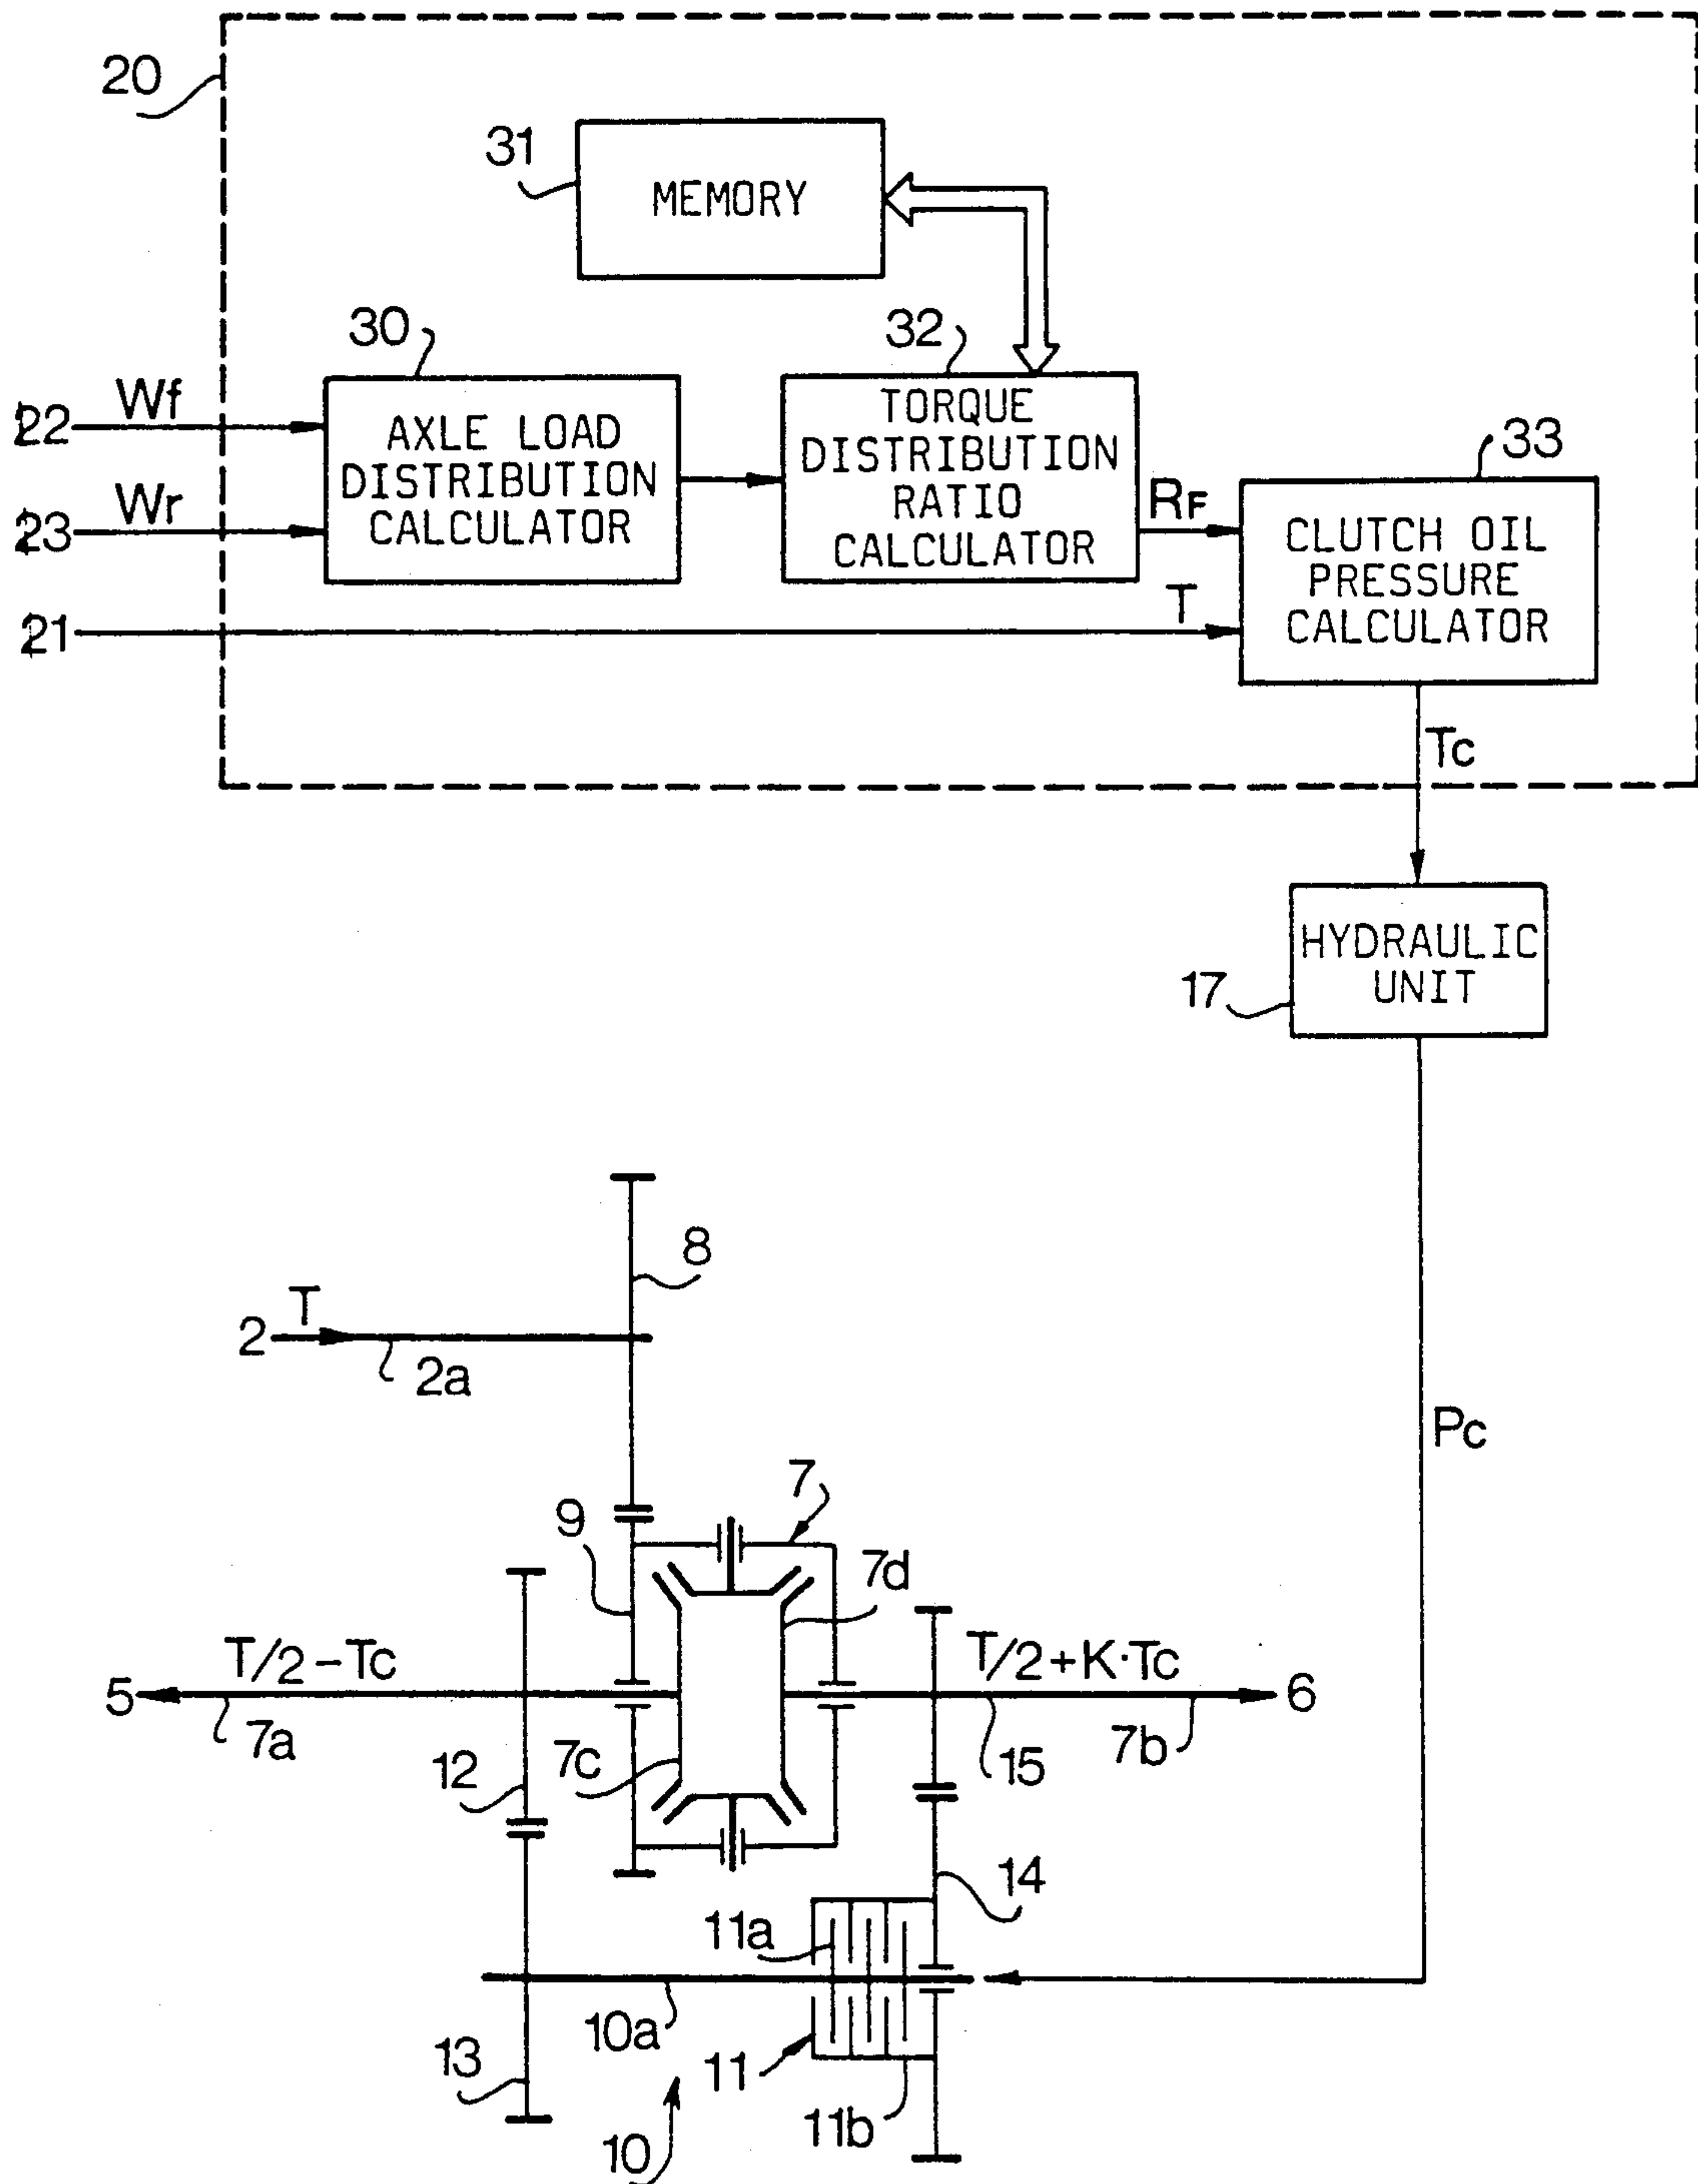 20
31
MEMORY
30
32
22
Wf
AXLE LOAD
DISTRIBUTION
CALCULATOR
TORQUE
DISTRIBUTION
RATIO
CALCULATOR
33
23
Wr
RF
CLUTCH OIL
PRESSURE
CALCULATOR
21
T
Tc
HYDRAULIC
UNIT
17
8
2
T
2a
Pc
7
9
7d
5
T/2-Tc
T/2+K·Tc
6
7a
7c
15
7b
12
14
11a
10a
13
11
11b
10